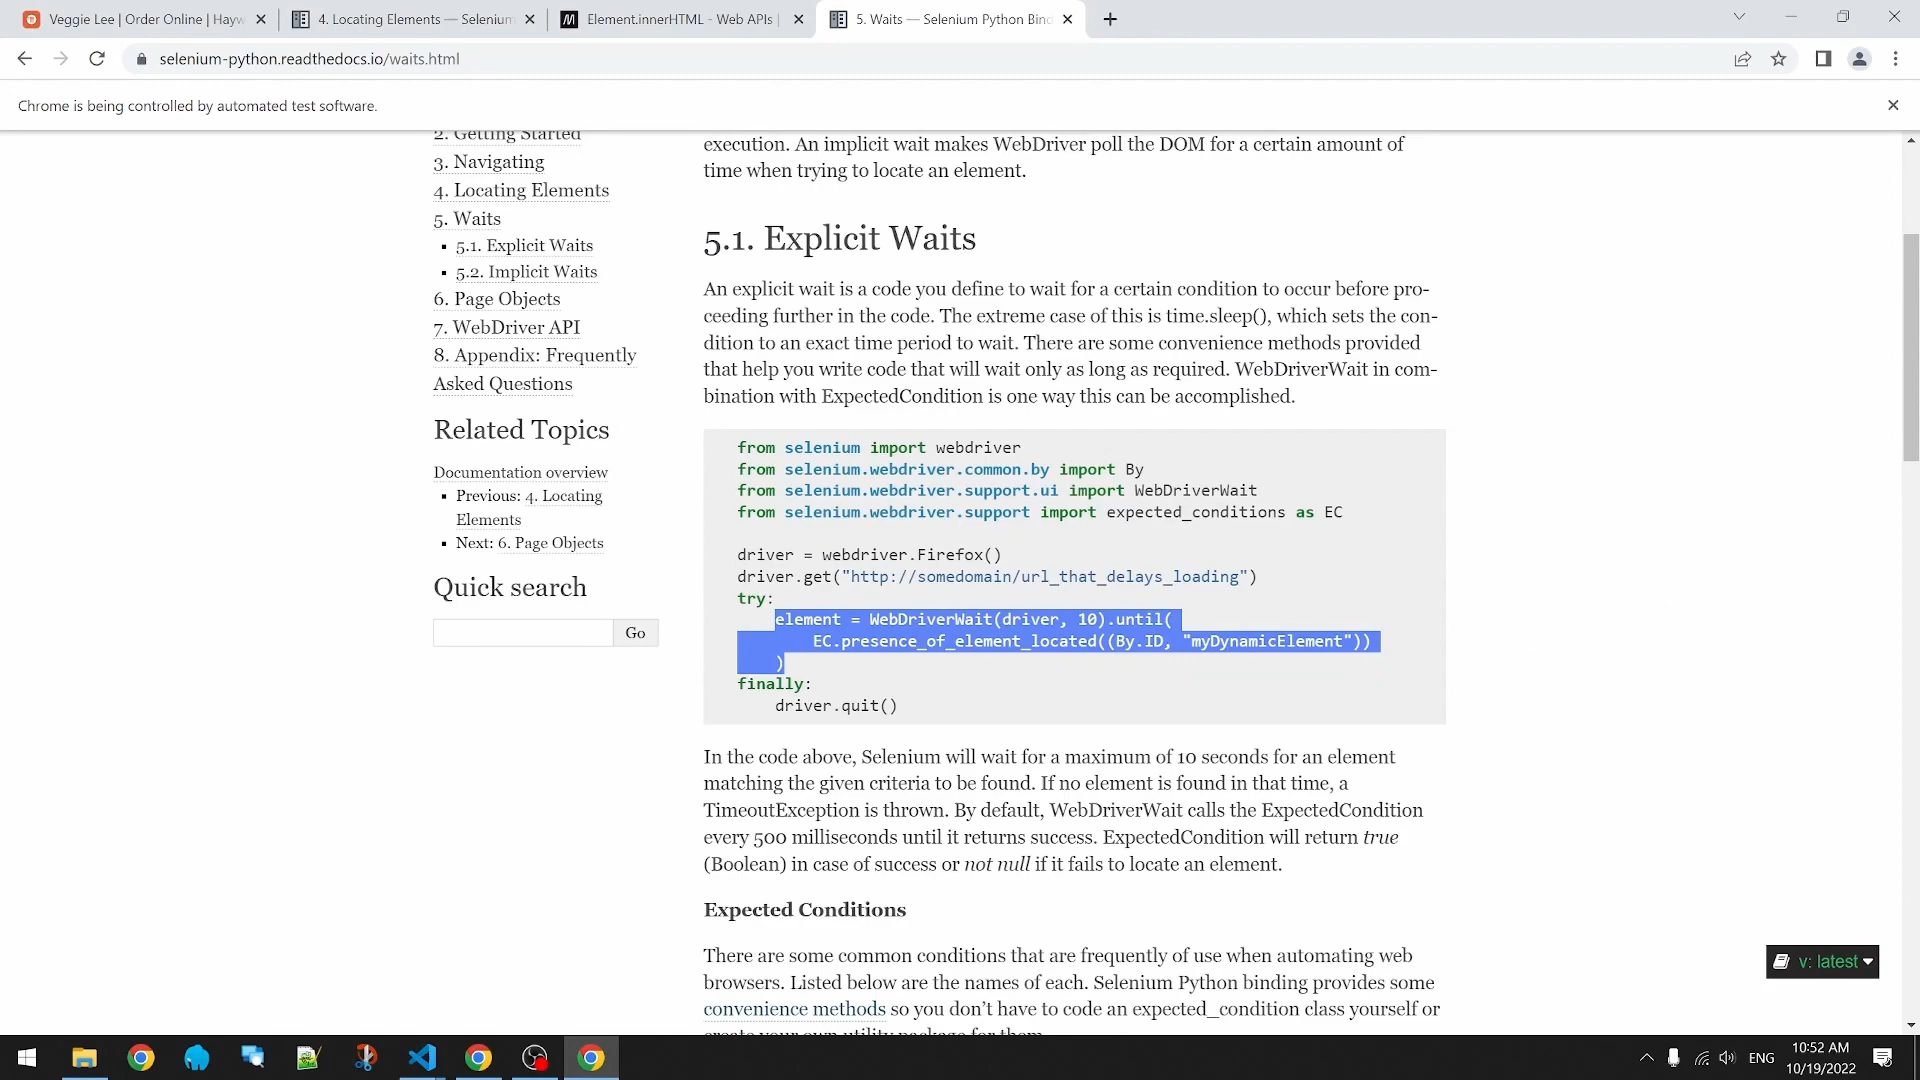 Veggie Lee | Order Online | Hayw
4. Locating Elements — Selenium
Element.innerHTML - Web APIs |
5. Waits — Selenium Python Bind
selenium-python.readthedocs.io/waits.html
Chrome is being controlled by automated test software.
2. Getting Started
3. Navigating
4. Locating Elements
5. Waits
5.1. Explicit Waits
5.2. Implicit Waits
6. Page Objects
7. WebDriver API
8. Appendix: Frequently
Asked Questions
Related Topics
Documentation overview
Previous: 4. Locating
Elements
Next: 6. Page Objects
Quick search
Go
execution. An implicit wait makes WebDriver poll the DOM for a certain amount of
time when trying to locate an element.
5.1. Explicit Waits
An explicit wait is a code you define to wait for a certain condition to occur before pro-
ceeding further in the code. The extreme case of this is time.sleep(), which sets the con-
dition to an exact time period to wait. There are some convenience methods provided
that help you write code that will wait only as long as required. WebDriverWait in com-
bination with ExpectedCondition is one way this can be accomplished.
from selenium import webdriver
from selenium.webdriver.common.by import By
from selenium.webdriver.support.ui import WebDriverWait
from selenium.webdriver.support import expected_conditions as EC
driver = webdriver.Firefox()
driver.get("http://somedomain/url_that_delays_loading")
try:
element = WebDriverWait(driver, 10).until(
EC.presence_of_element_located((By.ID, "myDynamicElement"))
)
finally:
driver.quit()
In the code above, Selenium will wait for a maximum of 10 seconds for an element
matching the given criteria to be found. If no element is found in that time, a
TimeoutException is thrown. By default, WebDriverWait calls the ExpectedCondition
every 500 milliseconds until it returns success. ExpectedCondition will return true
(Boolean) in case of success or not null if it fails to locate an element.
Expected Conditions
There are some common conditions that are frequently of use when automating web
browsers. Listed below are the names of each. Selenium Python binding provides some
convenience methods so you don't have to code an expected_condition class yourself or
create your own utility package for them.
v: latest
ENG
10:52 AM
10/19/2022